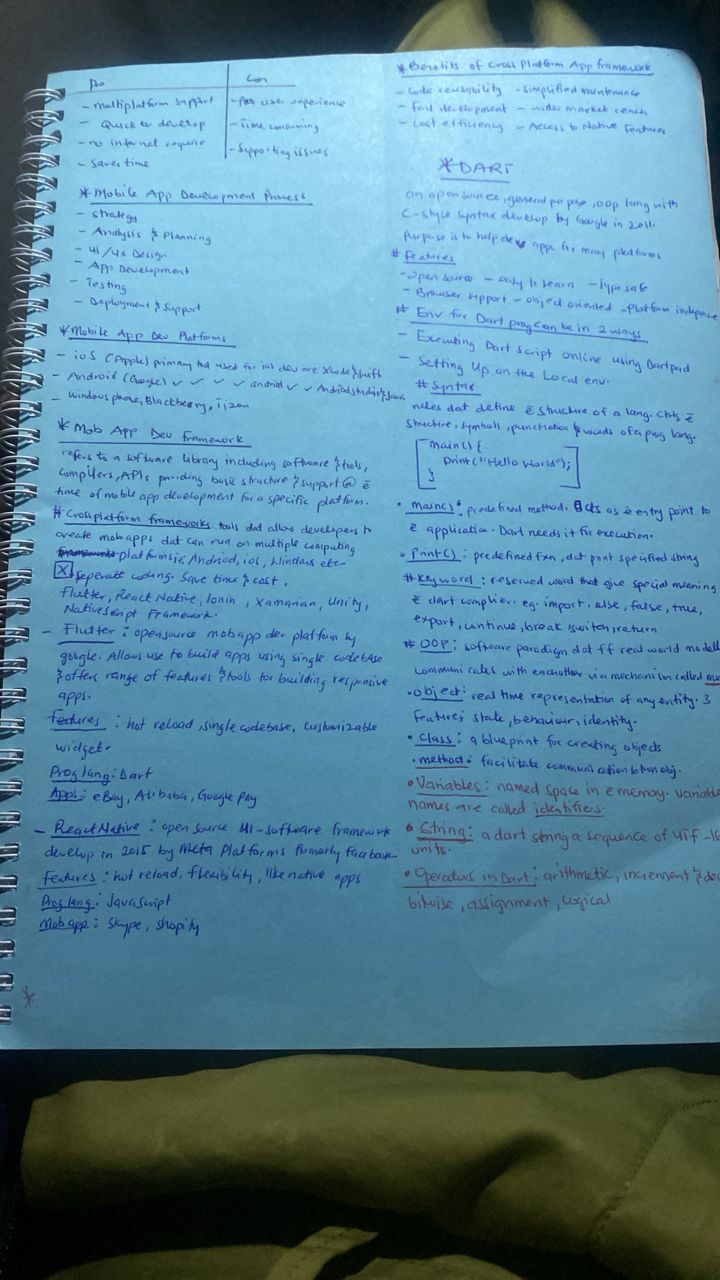 Pro Con
- multiplatform support - Poor user experience
- Quick to develop - Time consuming
- no internet require - Supporting issues
- saves time
* Mobile App Development Process
- strategy
- Analysis & Planning
- UI/UX Design
- App Development
- Testing
- Deployment & Support
* Mobile App Dev Platforms
- iOS (Apple) primary tool used for ios dev are Xcode & swift
- Android (Google) ✓ ✓ ✓ ✓ android ✓ ✓ Android studio & Java
- Windows phone, Blackberry, Tizen
* Mob App Dev framework
refers to a software library including software & tools,
compilers, APIs providing base structure & support @ ē
time of mobile app development for a specific platform.
# Crossplatform frameworks tools dat allow developers to
create mob apps dat can run on multiple computing
platforms ie, Android, ios, Windows etc
[X] seperate coding. Save time & cost.
Flutter, React Native, Ionin, Xamarian, Unity,
Nativescript Framework.
- Flutter: opensource mob app dev platform by
google. Allows use to build apps using single codebase
& offers range of features & tools for building responsive
apps.
features: hot reload, single codebase, customizable
widget.
Prog lang: Dart
Apps: eBay, Alibaba, Google Pay
- React Native: open source UI-software framework
develop in 2015 by Meta Platforms formerly facebook
features: hot reload, flexibility, like native apps
Prog lang: Javascript
Mob app: Skype, shopify
*
* Benefits of Cross Platform App framework
- Code reusability - simplified maintenance
- fast development - wider market reach
- Cost efficiency - Access to Native Features
* DART
an open source, general purpose, oop lang with
C-style syntax develop by Google in 2011.
Purpose is to help dev apps for many platforms
# Features
- Open source - easy to learn - Type safe
- Browser support - object oriented - platform indepence
# Env for Dart prog can be in 2 ways
- Executing Dart Script online using Dartpad
- Setting Up on the Local env.
# Syntax
rules dat define ē structure of a lang. ē
structure, symbols, punctration & words of a prog lang.
main() {
print("Hello World");
}
• main(): predefined method. acts as ē entry point to
ē application. Dart needs it for execution.
• print(): predefined fxn, dat print specified string
# Keyword: reserved word that give special meaning
ē dart complier. eg. import, else, false, true,
export, continue, break, switch, return
# OOP: software paradigm dat ff real world modell
communicates with eachother via mechanism called
• Object: real time representation of any entity. 3
features: state, behaviour, identity.
• Class: a blueprint for creating objects
• method: facilitate communication btwn obj.
• Variables: named space in ē memory. variable
names are called identifiers.
• String: a dart string a sequence of
units.
• Operators in Dart: arithmetic, increment & dec
bitwise, assignment, logical